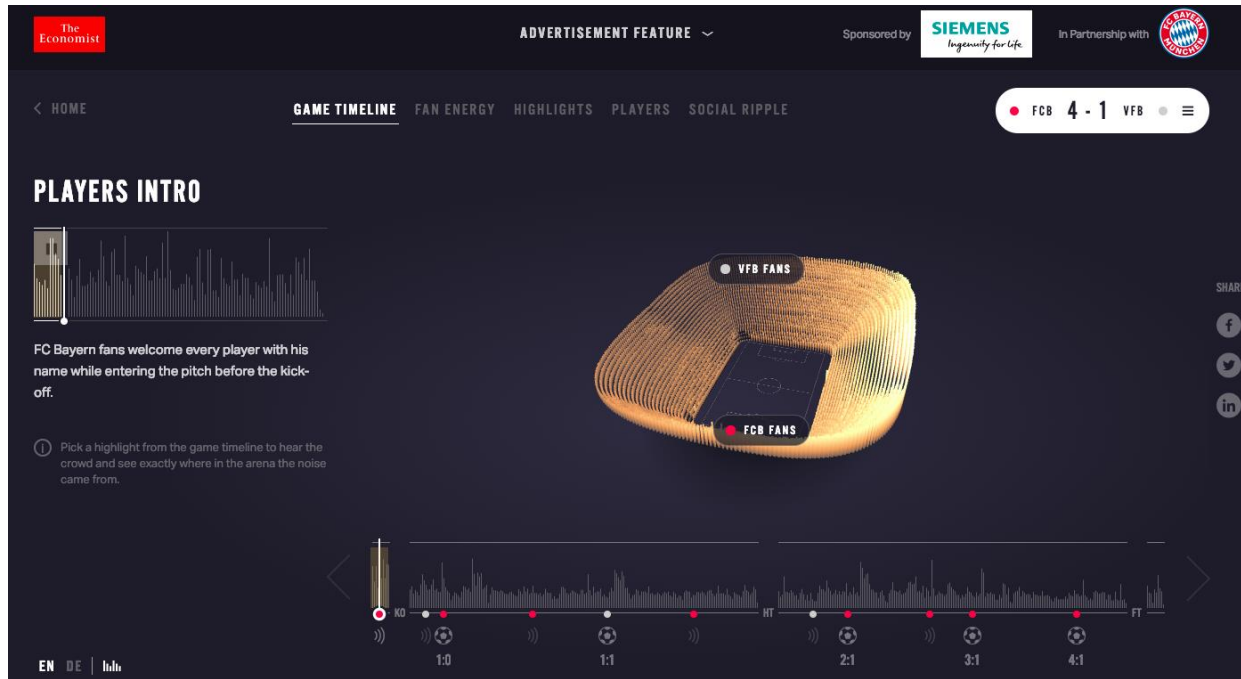 The
Economist
ADVERTISEMENT FEATURE
Sponsored by
SIEMENS
Ingenuity for life
In Partnership with
FC BAYERN
MÜNCHEN
< HOME
GAME TIMELINE FAN ENERGY HIGHLIGHTS PLAYERS SOCIAL RIPPLE
FCB 4 - 1 VFB
PLAYERS INTRO
FC Bayern fans welcome every player with his
name while entering the pitch before the kick-
off.
Pick a highlight from the game timeline to hear the
crowd and see exactly where in the arena the noise
came from.
VFB FANS
FCB FANS
SHAR
KO HT FT
1:0 1:1 2:1 3:1 4:1
EN DE